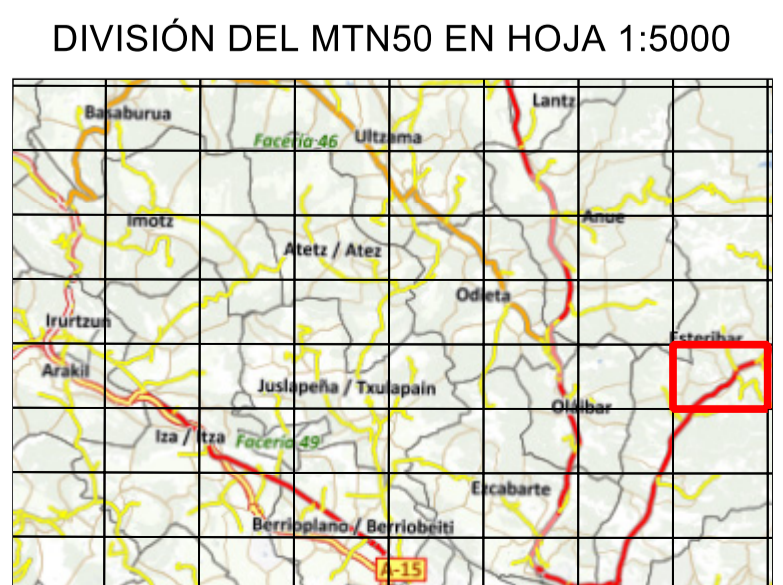 DIVISIÓN DEL MTN50 EN HOJA 1:5000
Lantz
Basaburua
Facería 46
Ultzama
Imotz
Anue
Atetz / Atez
Odieta
Irurtzun
Esteribar
Arakil
Juslapeña / Txulapain
Oláibar
Iza / Itza
Facería 49
Ezcabarte
Berrioplano / Berriobeiti
A-15